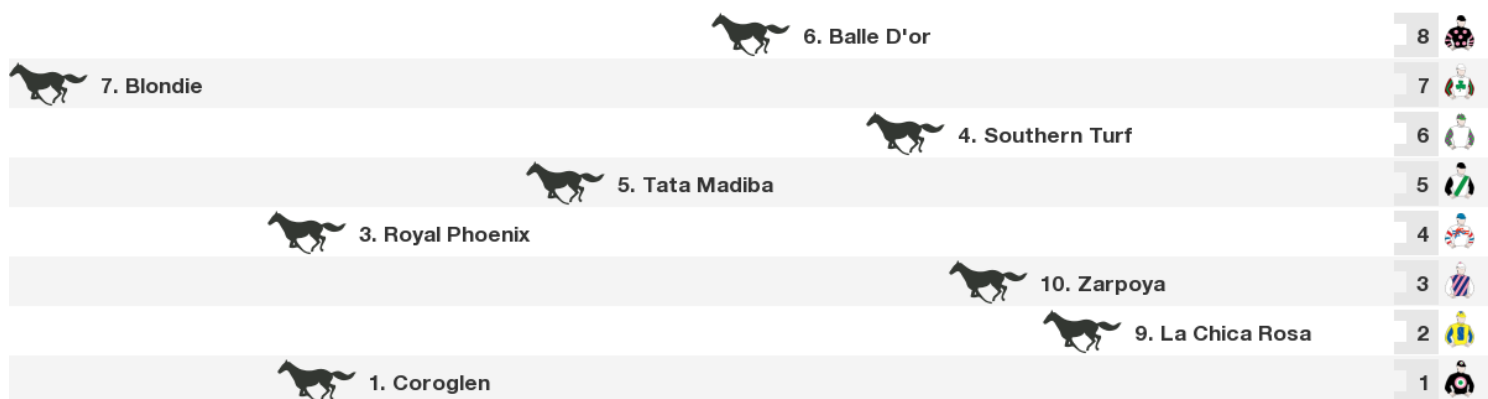 6. Balle D'or 8
7. Blondie 7
4. Southern Turf 6
5. Tata Madiba 5
3. Royal Phoenix 4
10. Zarpoya 3
9. La Chica Rosa 2
1. Coroglen 1